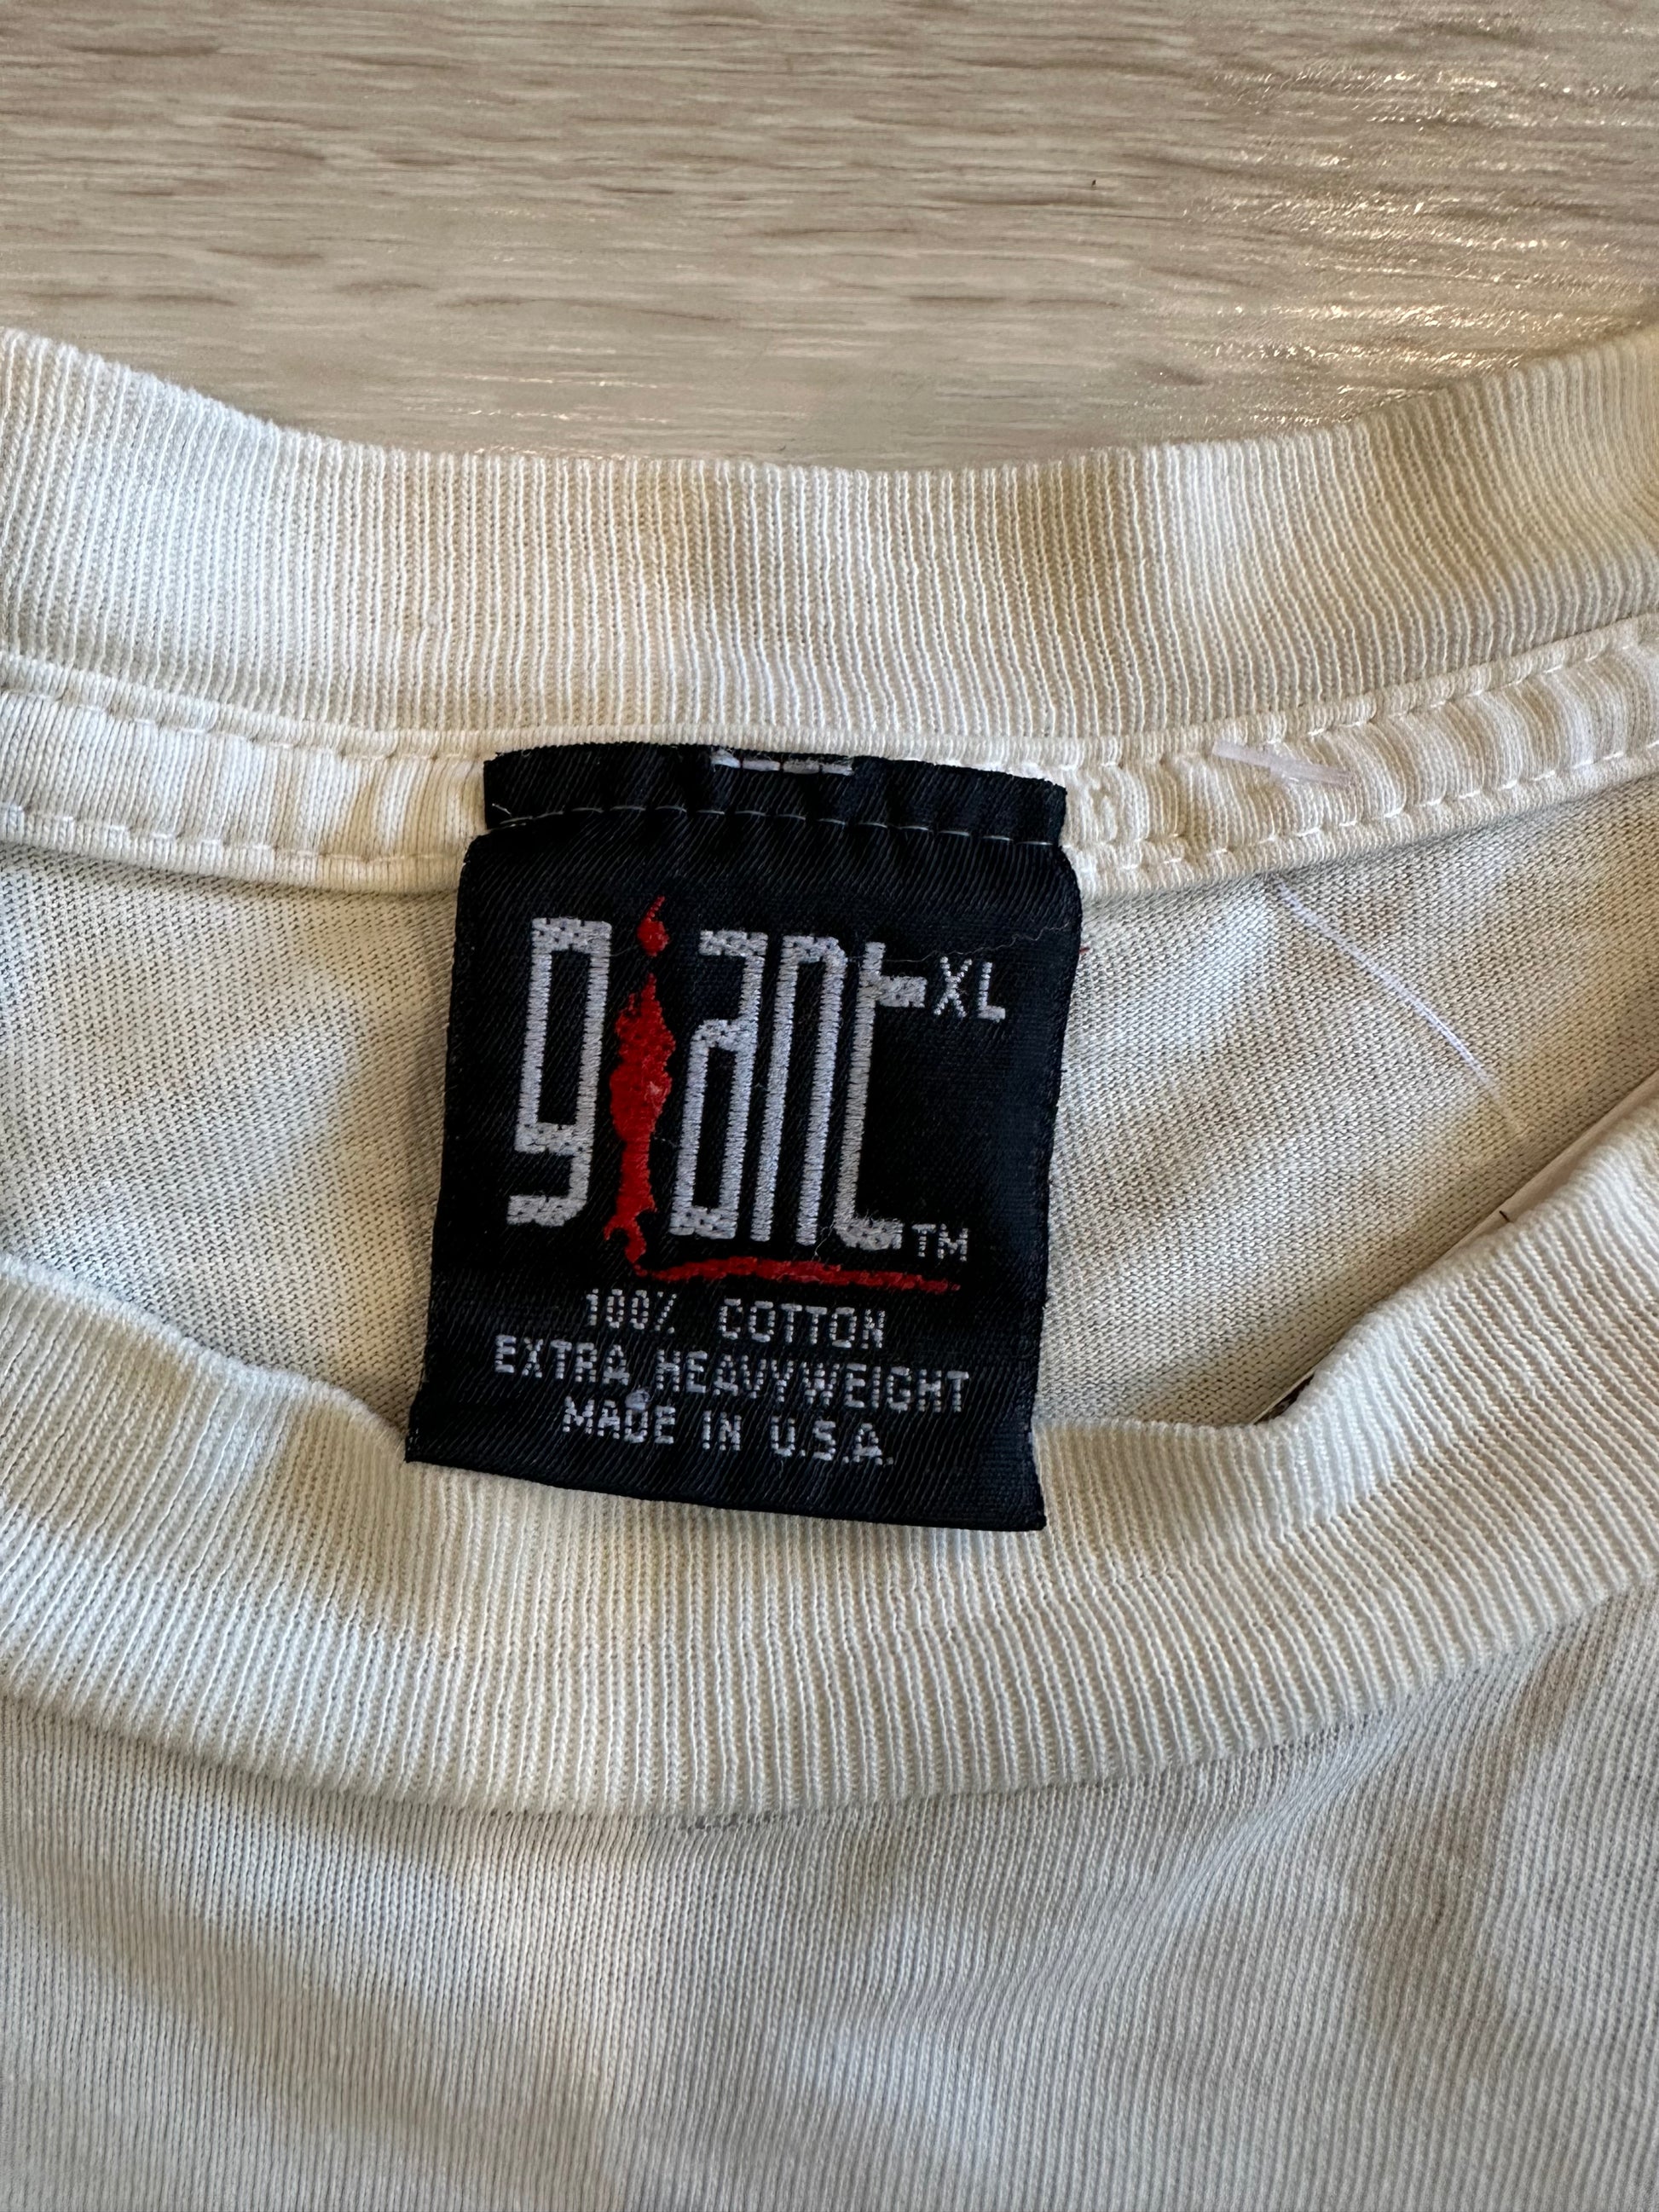 giant XL
TM
100% COTTON
EXTRA HEAVYWEIGHT
MADE IN U.S.A.